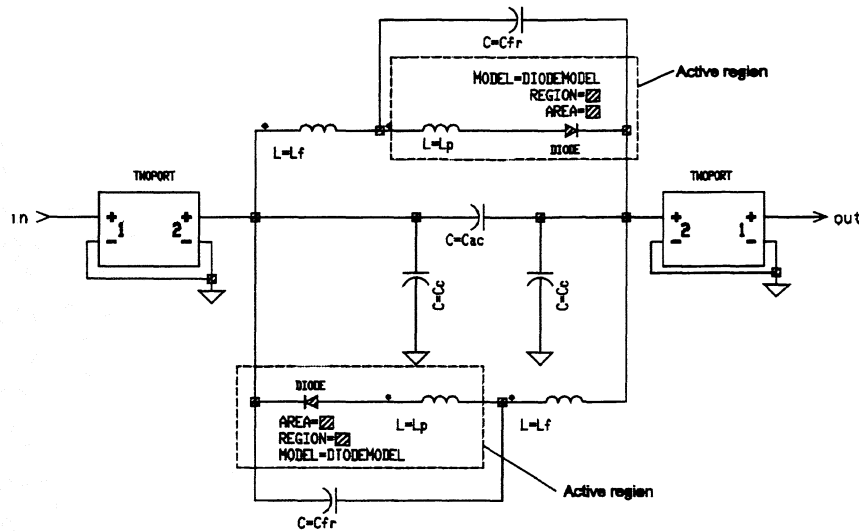 C=Cfr
MODEL=DIODEMODEL
REGION=
AREA=
Active region
L=Lf
L=Lp
DIODE
TWOPORT
TWOPORT
in
+ 1 2 +
- -
C=Cac
+ 2 1 +
- -
out
C=Cc
C=Cc
DIODE
L=Lp
L=Lf
AREA=
REGION=
MODEL=DIODEMODEL
Active region
C=Cfr